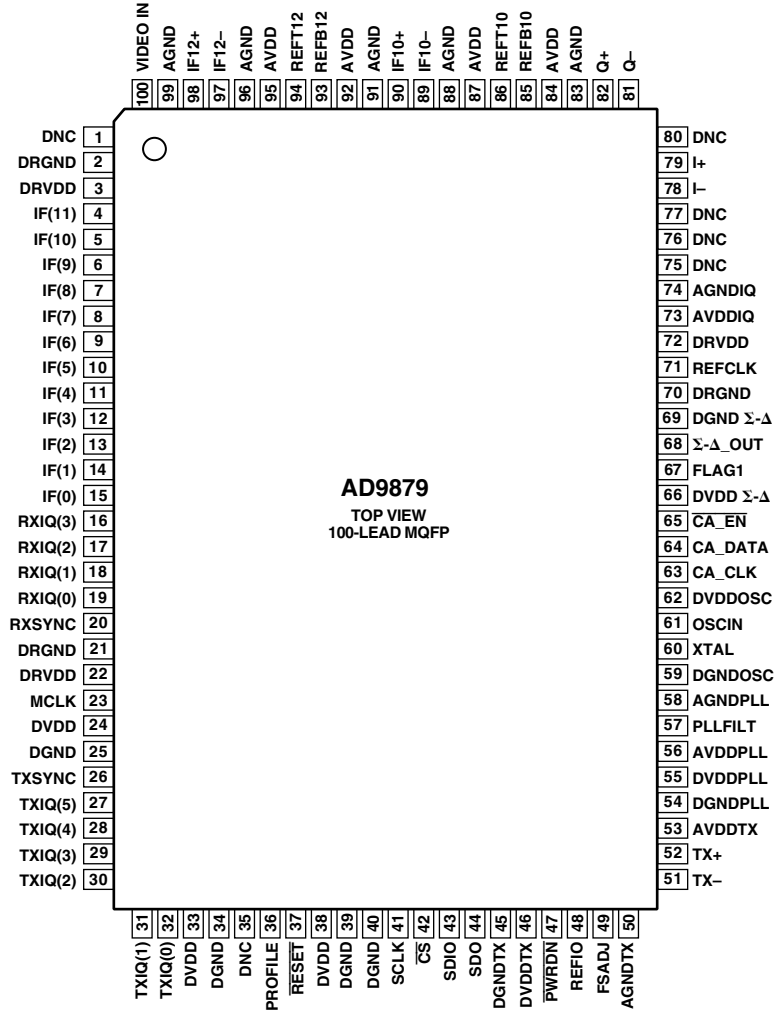 VIDEO IN
AGND
IF12+
IF12–
AGND
AVDD
REFT12
REFB12
AVDD
AGND
IF10+
IF10–
AGND
AVDD
REFT10
REFB10
AVDD
AGND
Q+
Q–
100
99
98
97
96
95
94
93
92
91
90
89
88
87
86
85
84
83
82
81
DNC 1
DRGND 2
DRVDD 3
IF(11) 4
IF(10) 5
IF(9) 6
IF(8) 7
IF(7) 8
IF(6) 9
IF(5) 10
IF(4) 11
IF(3) 12
IF(2) 13
IF(1) 14
IF(0) 15
RXIQ(3) 16
RXIQ(2) 17
RXIQ(1) 18
RXIQ(0) 19
RXSYNC 20
DRGND 21
DRVDD 22
MCLK 23
DVDD 24
DGND 25
TXSYNC 26
TXIQ(5) 27
TXIQ(4) 28
TXIQ(3) 29
TXIQ(2) 30
AD9879
TOP VIEW
100-LEAD MQFP
80 DNC
79 I+
78 I–
77 DNC
76 DNC
75 DNC
74 AGNDIQ
73 AVDDIQ
72 DRVDD
71 REFCLK
70 DRGND
69 DGND Σ-Δ
68 Σ-Δ_OUT
67 FLAG1
66 DVDD Σ-Δ
65 CA_EN
64 CA_DATA
63 CA_CLK
62 DVDDOSC
61 OSCIN
60 XTAL
59 DGNDOSC
58 AGNDPLL
57 PLLFILT
56 AVDDPLL
55 DVDDPLL
54 DGNDPLL
53 AVDDTX
52 TX+
51 TX–
31
32
33
34
35
36
37
38
39
40
41
42
43
44
45
46
47
48
49
50
TXIQ(1)
TXIQ(0)
DVDD
DGND
DNC
PROFILE
RESET
DVDD
DGND
DGND
SCLK
CS
SDIO
SDO
DGNDTX
DVDDTX
PWRDN
REFIO
FSADJ
AGNDTX